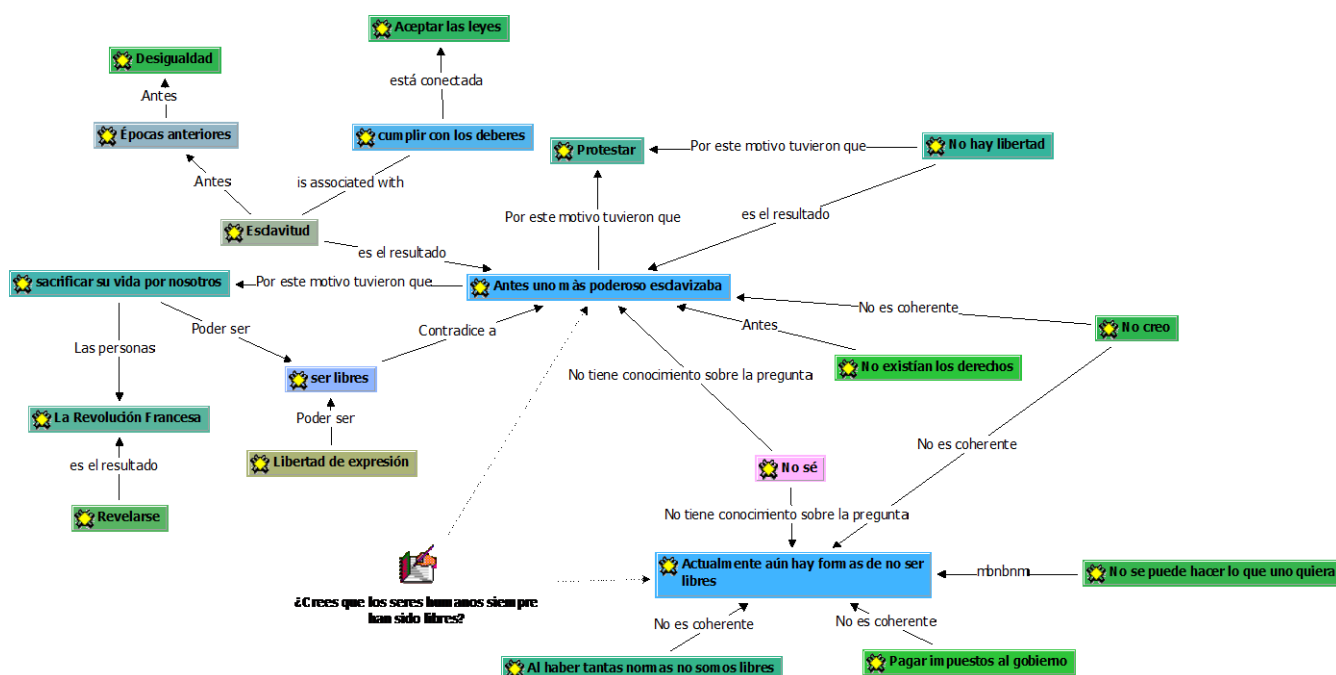 Aceptar las leyes
Desigualdad
está conectada
Antes
Épocas anteriores
cumplir con los deberes
Protestar
Por este motivo tuvieron que
No hay libertad
Antes
is associated with
Por este motivo tuvieron que
es el resultado
Esclavitud
es el resultado
sacrificar su vida por nosotros
Por este motivo tuvieron que
Antes uno màs poderoso esclavizaba
No es coherente
Poder ser
Contradice a
Antes
No creo
Las personas
ser libres
No tiene conocimiento sobre la pregunta
No existían los derechos
La Revolución Francesa
Poder ser
No es coherente
es el resultado
Libertad de expresión
No sé
Revelarse
No tiene conocimiento sobre la pregunta
Actualmente aún hay formas de no ser
libres
mbnbnm
No se puede hacer lo que uno quiera
¿Crees que los seres humanos siempre
han sido libres?
No es coherente
No es coherente
Al haber tantas normas no somos libres
Pagar impuestos al gobierno